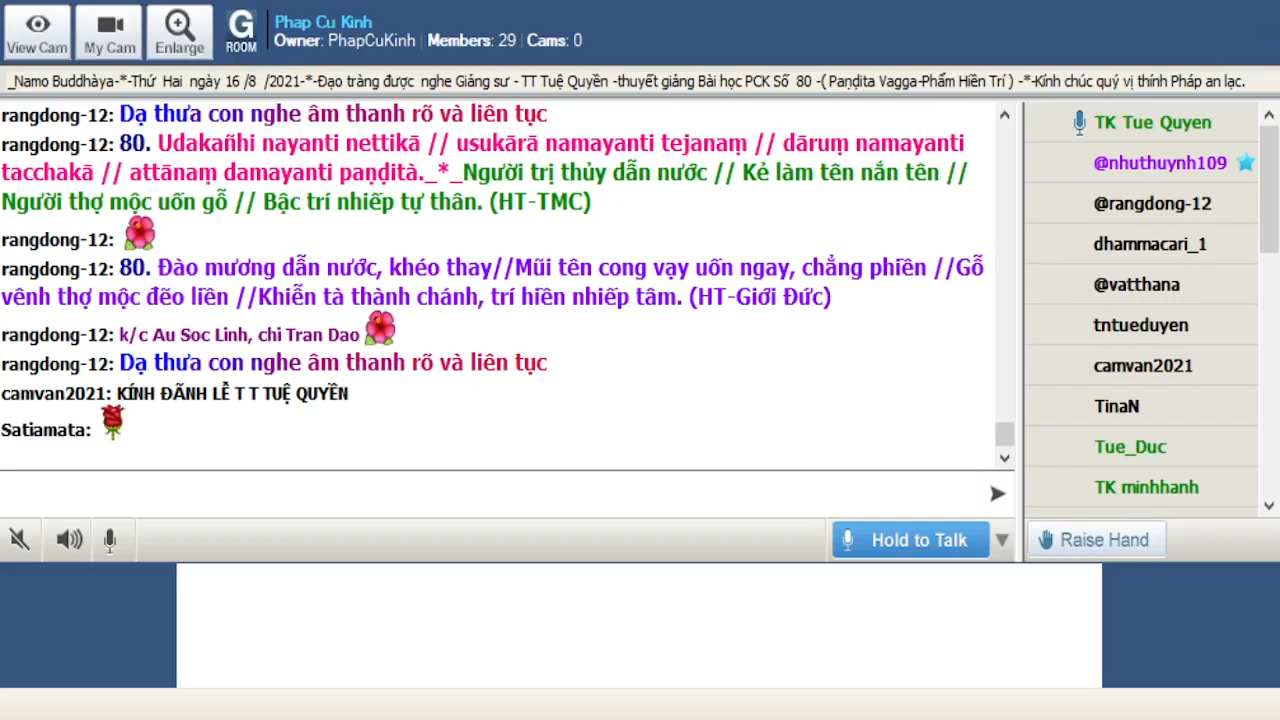 Phap Cu Kinh
View Cam My Cam Enlarge G ROOM Owner: PhapCuKinh Members: 29 Cams: 0
_Namo Buddhàya-*-Thứ Hai ngày 16 /8 /2021-*-Đạo tràng được nghe Giảng sư - TT Tuệ Quyền -thuyết giảng Bài học PCK Số 80 -( Paṇḍita Vagga-Phẩm Hiền Trí ) -*-Kính chúc quý vị thính Pháp an lạc.
rangdong-12: Dạ thưa con nghe âm thanh rõ và liên tục
rangdong-12: 80. Udakañhi nayanti nettikā // usukārā namayanti tejanaṃ // dāruṃ namayanti
tacchakā // attānaṃ damayanti paṇḍità._*_Người trị thủy dẫn nước // Kẻ làm tên nắn tên //
Người thợ mộc uốn gỗ // Bậc trí nhiếp tự thân. (HT-TMC)
rangdong-12:
rangdong-12: 80. Đào mương dẫn nước, khéo thay//Mũi tên cong vạy uốn ngay, chẳng phiền //Gỗ
vênh thợ mộc đẽo liền //Khiễn tà thành chánh, trí hiền nhiếp tâm. (HT-Giới Đức)
rangdong-12: k/c Au Soc Linh, chi Tran Dao
rangdong-12: Dạ thưa con nghe âm thanh rõ và liên tục
camvan2021: KÍNH ĐÃNH LỄ T T TUỆ QUYỀN
Satiamata:
TK Tue Quyen
@nhuthuynh109
@rangdong-12
dhammacari_1
@vatthana
tntueduyen
camvan2021
TinaN
Tue_Duc
TK minhhanh
Hold to Talk
Raise Hand